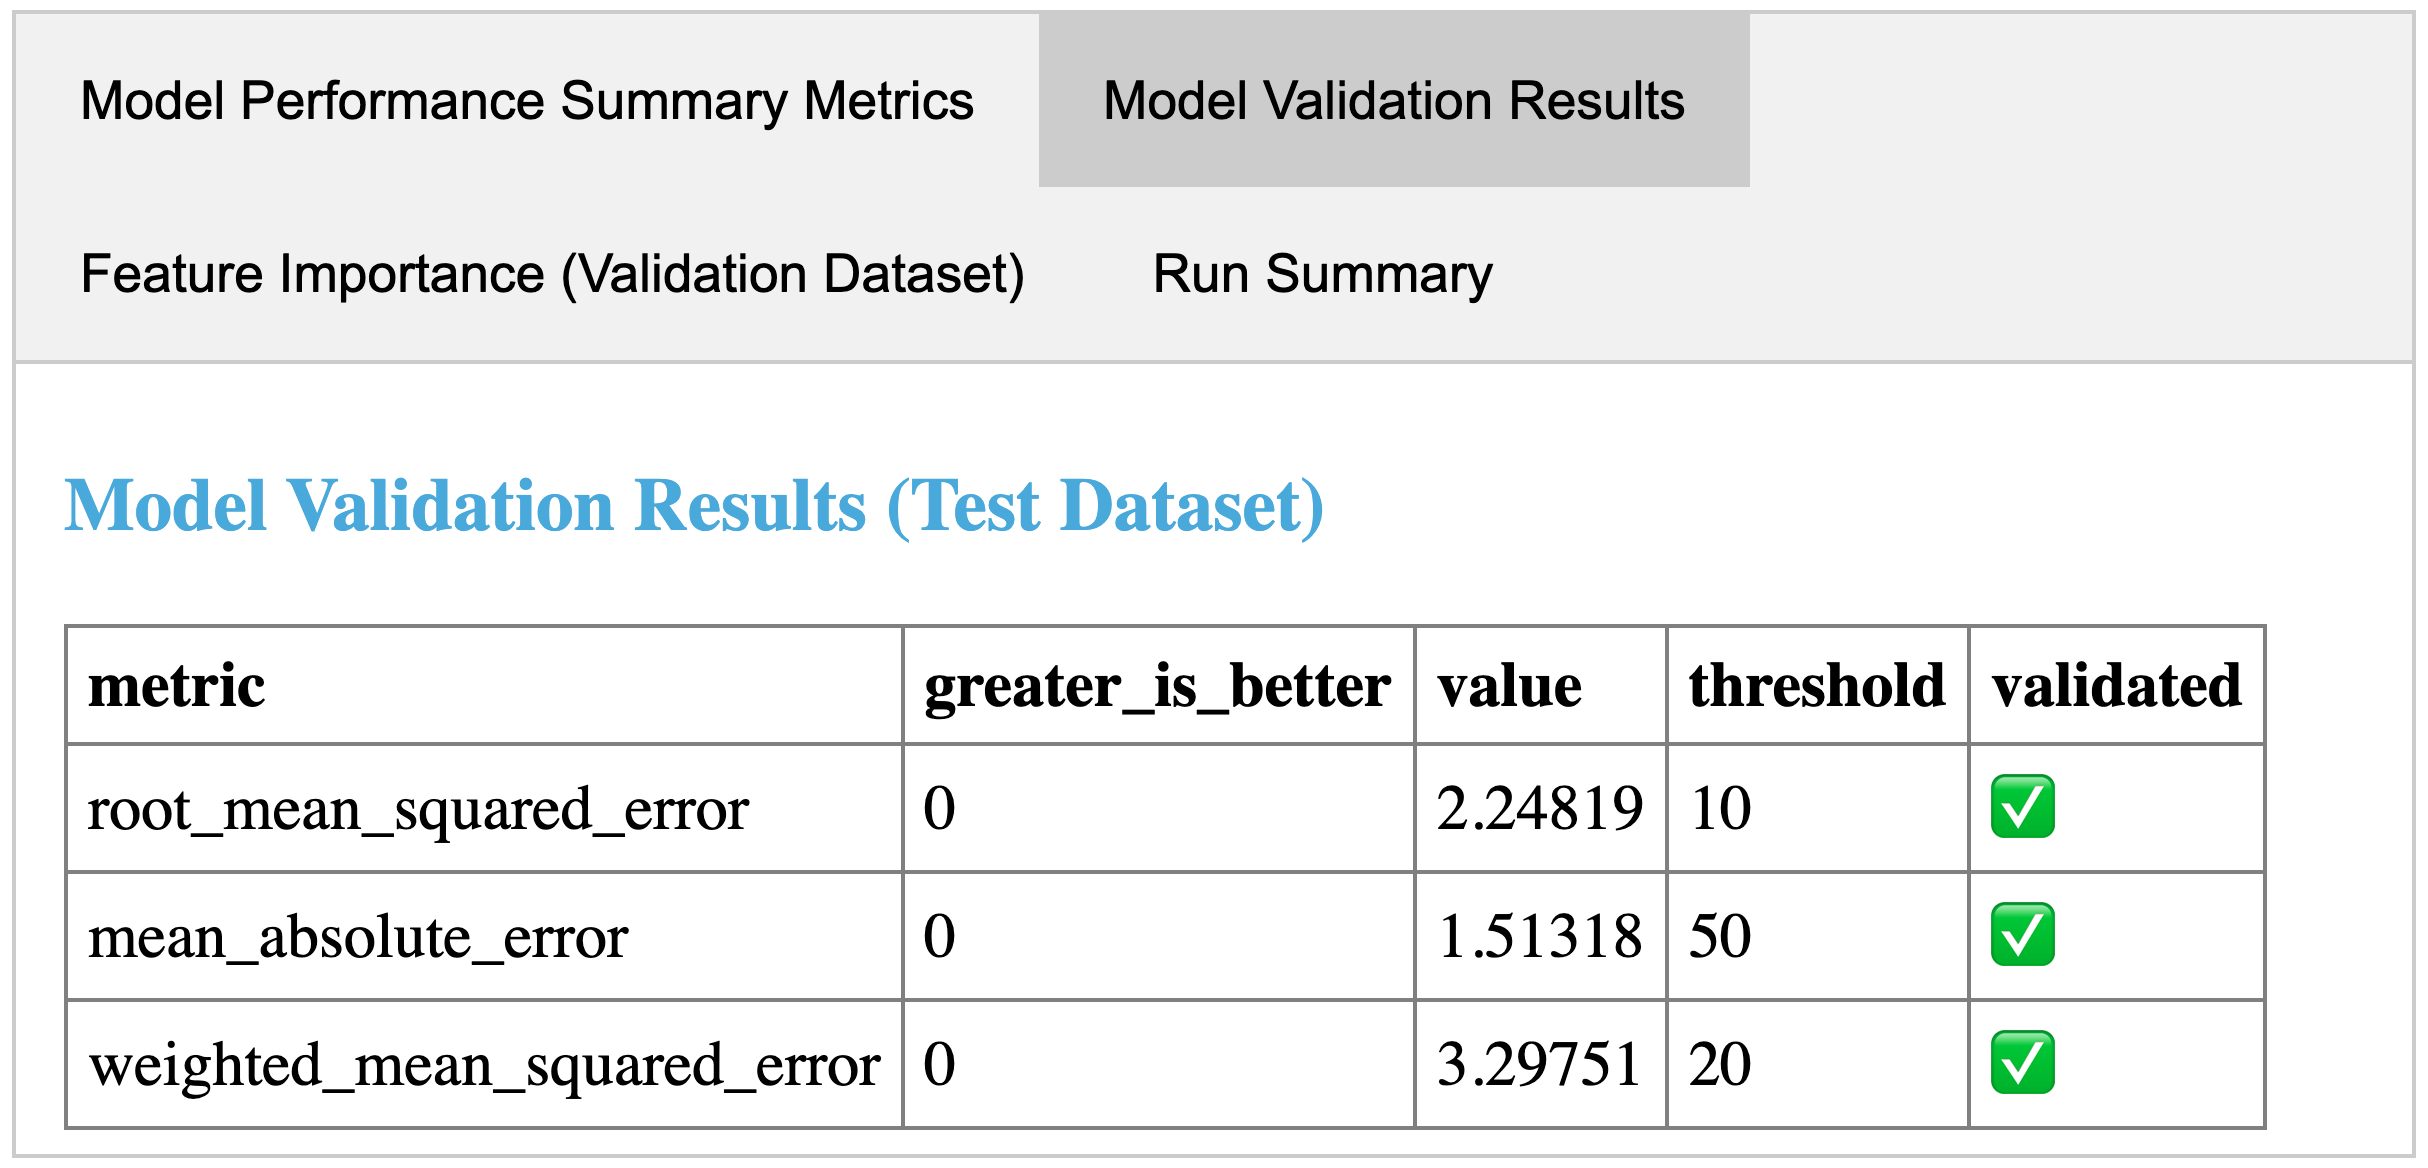 Model Performance Summary Metrics Model Validation Results
Feature Importance (Validation Dataset) Run Summary
Model Validation Results (Test Dataset)
metric greater_is_better value threshold validated
root_mean_squared_error 0 2.24819 10 ✅
mean_absolute_error 0 1.51318 50 ✅
weighted_mean_squared_error 0 3.29751 20 ✅